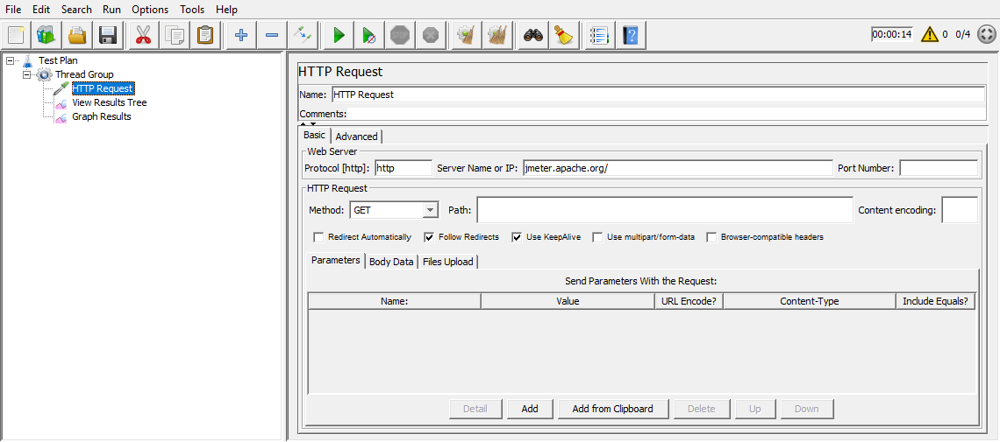 File Edit Search Run Options Tools Help
00:00:14 0 0/4
Test Plan
Thread Group
HTTP Request
View Results Tree
Graph Results
HTTP Request
Name: HTTP Request
Comments:
Basic Advanced
Web Server
Protocol [http]: http Server Name or IP: jmeter.apache.org/ Port Number:
HTTP Request
Method: GET Path: Content encoding:
Redirect Automatically Follow Redirects Use KeepAlive Use multipart/form-data Browser-compatible headers
Parameters Body Data Files Upload
Send Parameters With the Request:
Name: Value URL Encode? Content-Type Include Equals?
Detail Add Add from Clipboard Delete Up Down